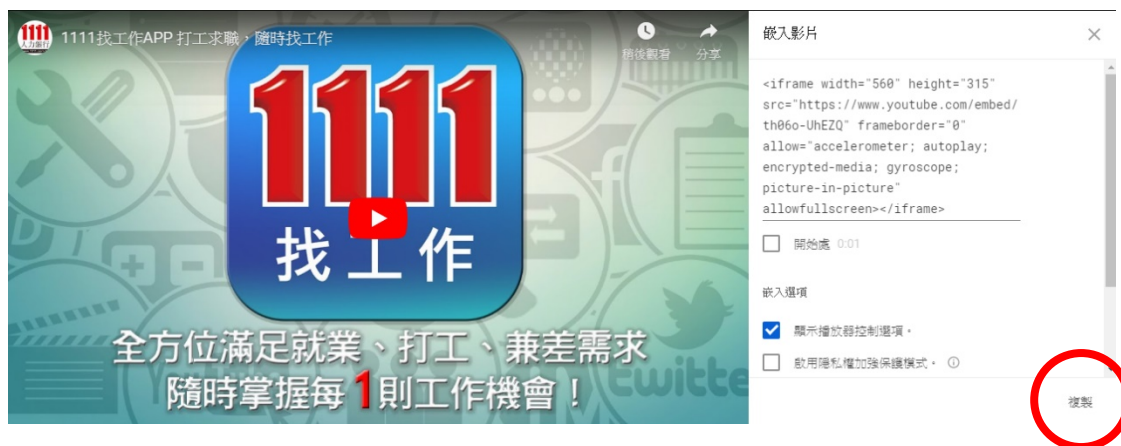 1111
人力銀行
1111找工作APP 打工求職,隨時找工作
稍後觀看
分享
1111
找工作
全方位滿足就業、打工、兼差需求
隨時掌握每1則工作機會!
嵌入影片
<iframe width="560" height="315"
src="https://www.youtube.com/embed/
th06o-UhEZQ" frameborder="0"
allow="accelerometer; autoplay;
encrypted-media; gyroscope;
picture-in-picture"
allowfullscreen></iframe>
開始處 0:01
嵌入選項
顯示播放器控制選項。
啟用隱私權加強保護模式。
複製